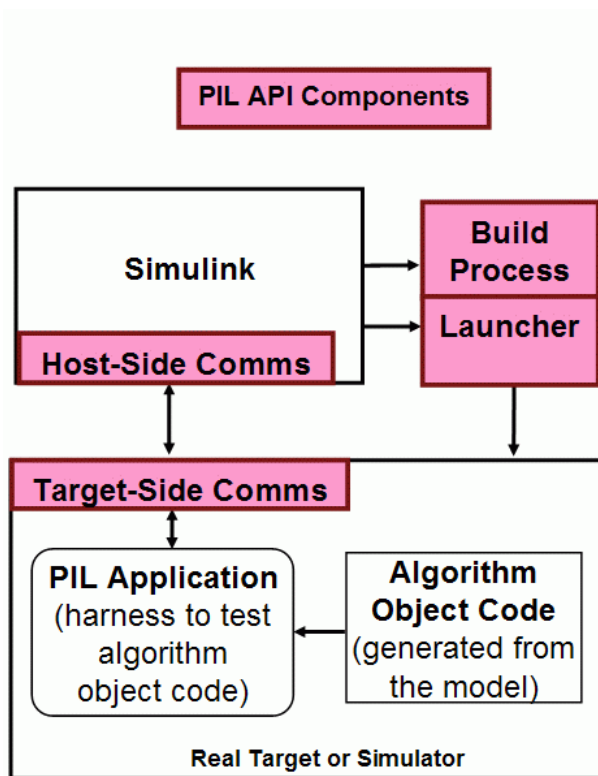 PIL API Components
Simulink
Build
Process
Launcher
Host-Side Comms
Target-Side Comms
PIL Application
(harness to test
algorithm
object code)
Algorithm
Object Code
(generated from
the model)
Real Target or Simulator